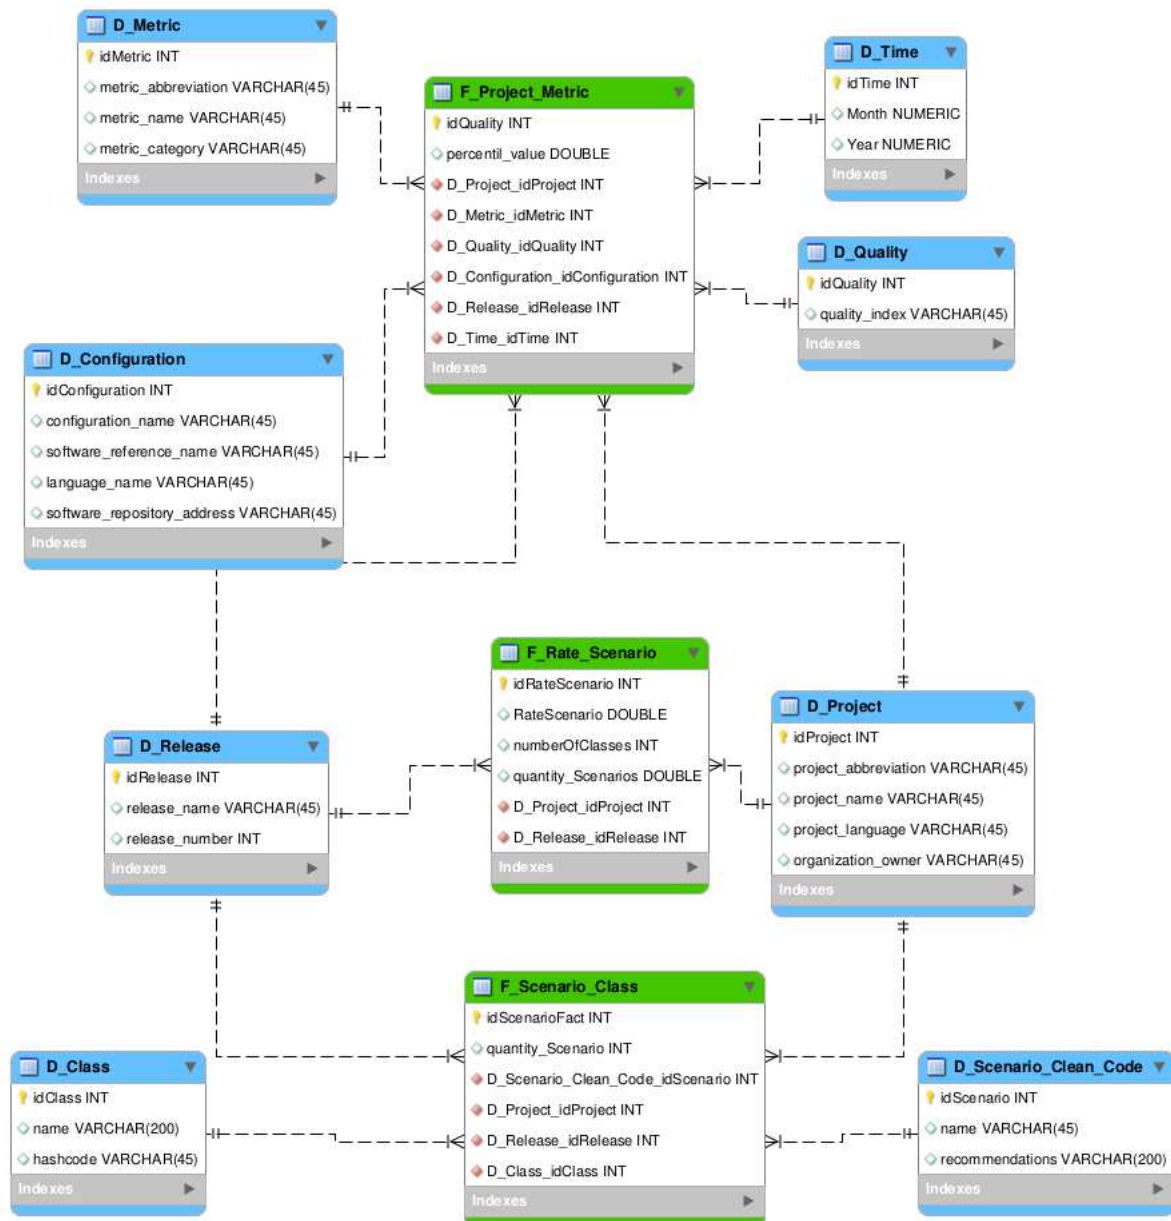 D_Metric
idMetric INT
metric_abbreviation VARCHAR(45)
metric_name VARCHAR(45)
metric_category VARCHAR(45)
Indexes
F_Project_Metric
idQuality INT
percentil_value DOUBLE
D_Project_idProject INT
D_Metric_idMetric INT
D_Quality_idQuality INT
D_Configuration_idConfiguration INT
D_Release_idRelease INT
D_Time_idTime INT
Indexes
D_Time
idTime INT
Month NUMERIC
Year NUMERIC
Indexes
D_Quality
idQuality INT
quality_index VARCHAR(45)
Indexes
D_Configuration
idConfiguration INT
configuration_name VARCHAR(45)
software_reference_name VARCHAR(45)
language_name VARCHAR(45)
software_repository_address VARCHAR(45)
Indexes
F_Rate_Scenario
idRateScenario INT
RateScenario DOUBLE
numberOfClasses INT
quantity_Scenarios DOUBLE
D_Project_idProject INT
D_Release_idRelease INT
Indexes
D_Project
idProject INT
project_abbreviation VARCHAR(45)
project_name VARCHAR(45)
project_language VARCHAR(45)
organization_owner VARCHAR(45)
Indexes
D_Release
idRelease INT
release_name VARCHAR(45)
release_number INT
Indexes
F_Scenario_Class
idScenarioFact INT
quantity_Scenario INT
D_Scenario_Clean_Code_idScenario INT
D_Project_idProject INT
D_Release_idRelease INT
D_Class_idClass INT
Indexes
D_Class
idClass INT
name VARCHAR(200)
hashcode VARCHAR(45)
Indexes
D_Scenario_Clean_Code
idScenario INT
name VARCHAR(45)
recommendations VARCHAR(200)
Indexes